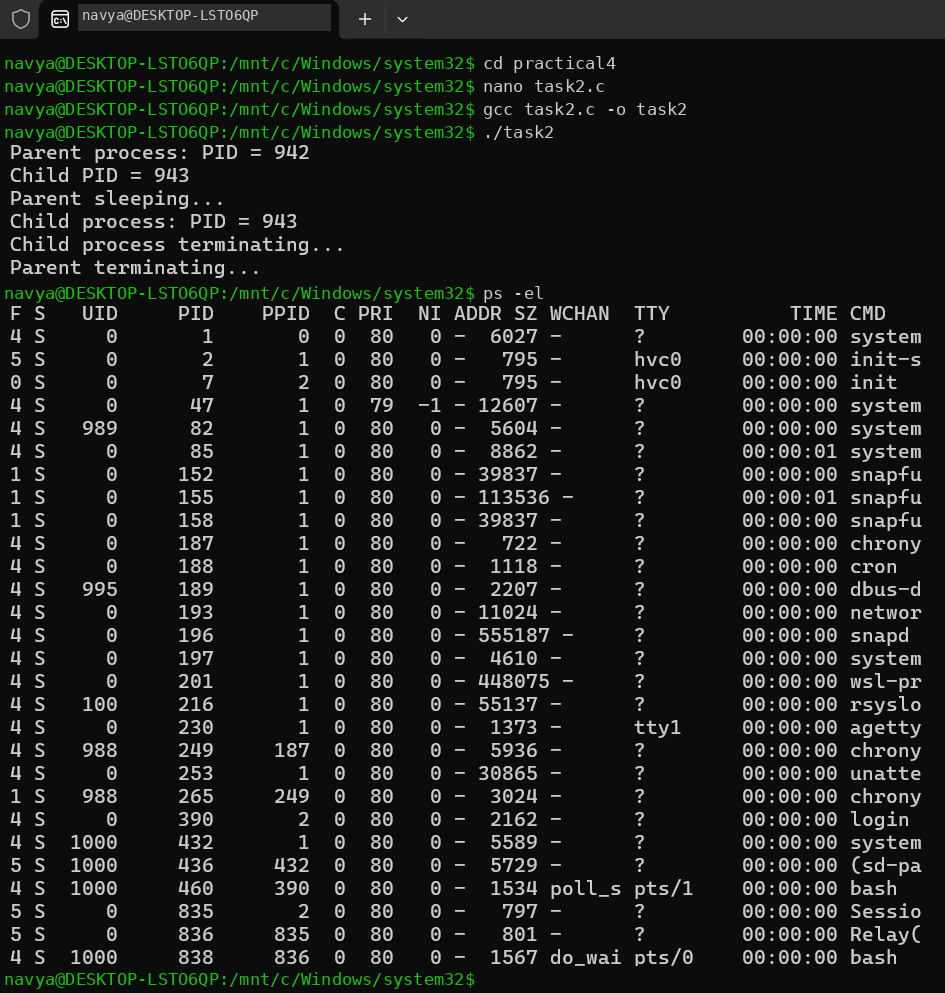 navya@DESKTOP-LSTO6QP
navya@DESKTOP-LSTO6QP:/mnt/c/Windows/system32$ cd practical4
navya@DESKTOP-LSTO6QP:/mnt/c/Windows/system32$ nano task2.c
navya@DESKTOP-LSTO6QP:/mnt/c/Windows/system32$ gcc task2.c -o task2
navya@DESKTOP-LSTO6QP:/mnt/c/Windows/system32$ ./task2
Parent process: PID = 942
Child PID = 943
Parent sleeping...
Child process: PID = 943
Child process terminating...
Parent terminating...
navya@DESKTOP-LSTO6QP:/mnt/c/Windows/system32$ ps -el
F S   UID     PID    PPID  C PRI  NI ADDR SZ WCHAN  TTY          TIME CMD
4 S     0       1       0  0  80   0 -  6027 -      ?        00:00:00 system
5 S     0       2       1  0  80   0 -   795 -      hvc0     00:00:00 init-s
0 S     0       7       2  0  80   0 -   795 -      hvc0     00:00:00 init
4 S     0      47       1  0  79  -1 - 12607 -      ?        00:00:00 system
4 S   989      82       1  0  80   0 -  5604 -      ?        00:00:00 system
4 S     0      85       1  0  80   0 -  8862 -      ?        00:00:01 system
1 S     0     152       1  0  80   0 - 39837 -      ?        00:00:00 snapfu
1 S     0     155       1  0  80   0 - 113536 -     ?        00:00:01 snapfu
1 S     0     158       1  0  80   0 - 39837 -      ?        00:00:00 snapfu
4 S     0     187       1  0  80   0 -   722 -      ?        00:00:00 chrony
4 S     0     188       1  0  80   0 -  1118 -      ?        00:00:00 cron
4 S   995     189       1  0  80   0 -  2207 -      ?        00:00:00 dbus-d
4 S     0     193       1  0  80   0 - 11024 -      ?        00:00:00 networ
4 S     0     196       1  0  80   0 - 555187 -     ?        00:00:00 snapd
4 S     0     197       1  0  80   0 -  4610 -      ?        00:00:00 system
4 S     0     201       1  0  80   0 - 448075 -     ?        00:00:00 wsl-pr
4 S   100     216       1  0  80   0 - 55137 -      ?        00:00:00 rsyslo
4 S     0     230       1  0  80   0 -  1373 -      tty1     00:00:00 agetty
4 S   988     249     187  0  80   0 -  5936 -      ?        00:00:00 chrony
4 S     0     253       1  0  80   0 - 30865 -      ?        00:00:00 unatte
1 S   988     265     249  0  80   0 -  3024 -      ?        00:00:00 chrony
4 S     0     390       2  0  80   0 -  2162 -      ?        00:00:00 login
4 S  1000     432       1  0  80   0 -  5589 -      ?        00:00:00 system
5 S  1000     436     432  0  80   0 -  5729 -      ?        00:00:00 (sd-pa
4 S  1000     460     390  0  80   0 -  1534 poll_s pts/1    00:00:00 bash
5 S     0     835       2  0  80   0 -   797 -      ?        00:00:00 Sessio
5 S     0     836     835  0  80   0 -   801 -      ?        00:00:00 Relay(
4 S  1000     838     836  0  80   0 -  1567 do_wai pts/0    00:00:00 bash
navya@DESKTOP-LSTO6QP:/mnt/c/Windows/system32$